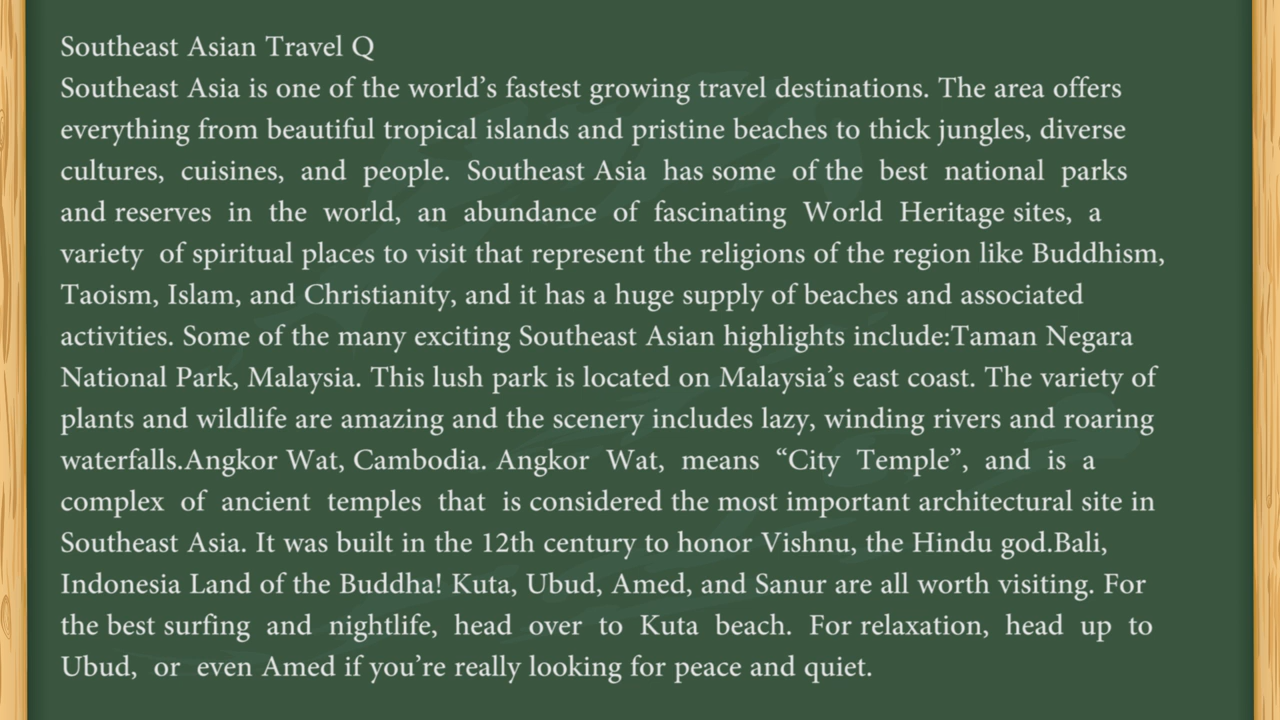 Southeast Asian Travel Q
Southeast Asia is one of the world’s fastest growing travel destinations. The area offers
everything from beautiful tropical islands and pristine beaches to thick jungles, diverse
cultures, cuisines, and people. Southeast Asia has some of the best national parks
and reserves in the world, an abundance of fascinating World Heritage sites, a
variety of spiritual places to visit that represent the religions of the region like Buddhism,
Taoism, Islam, and Christianity, and it has a huge supply of beaches and associated
activities. Some of the many exciting Southeast Asian highlights include:Taman Negara
National Park, Malaysia. This lush park is located on Malaysia’s east coast. The variety of
plants and wildlife are amazing and the scenery includes lazy, winding rivers and roaring
waterfalls.Angkor Wat, Cambodia. Angkor Wat, means “City Temple”, and is a
complex of ancient temples that is considered the most important architectural site in
Southeast Asia. It was built in the 12th century to honor Vishnu, the Hindu god.Bali,
Indonesia Land of the Buddha! Kuta, Ubud, Amed, and Sanur are all worth visiting. For
the best surfing and nightlife, head over to Kuta beach. For relaxation, head up to
Ubud, or even Amed if you’re really looking for peace and quiet.